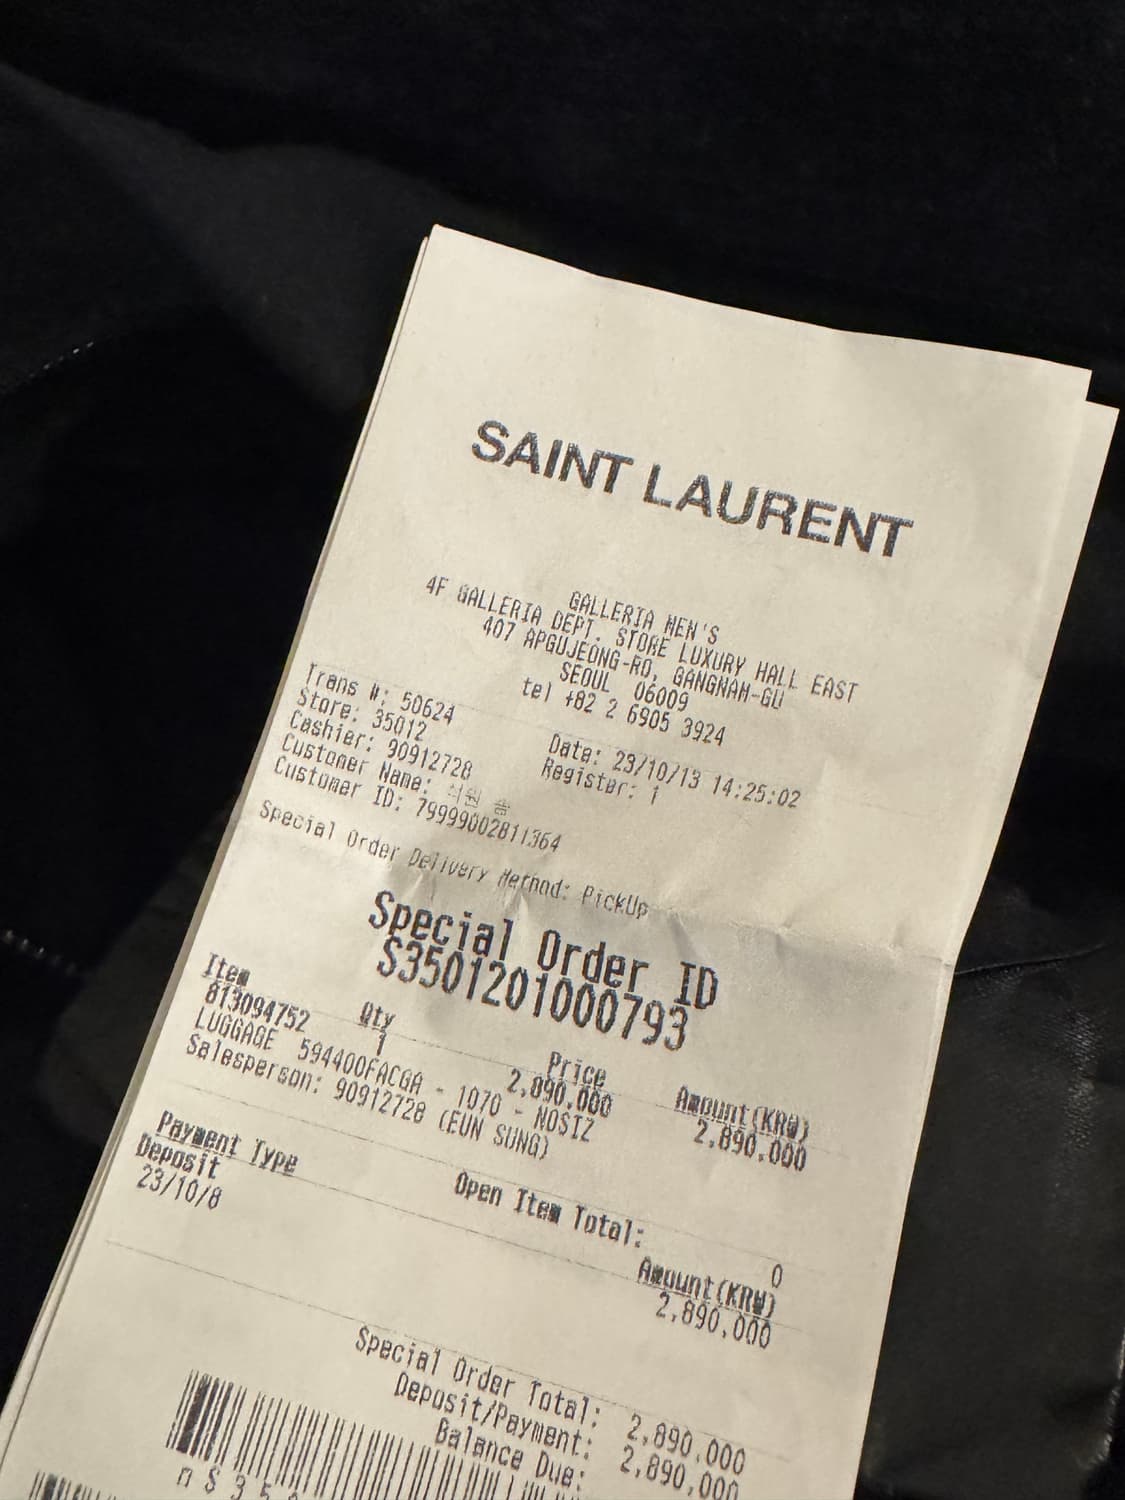 SAINT LAURENT
GALLERIA MEN'S
4F GALLERIA DEPT. STORE LUXURY HALL EAST
407 APGUJEONG-RO, GANGNAM-GU
SEOUL 06009
tel +82 2 6905 3924
Trans #: 50624 Date: 23/10/13 14:25:02
Store: 35012 Register: 1
Cashier: 90912728
Customer Name:
Customer ID: 79999002811364
Special Order Delivery Method: PickUp
Special Order ID
S3501201000793
Item Qty Price Amount(KRW)
813094752 1 2,890,000 2,890,000
LUGGAGE 594400FACGA - 1070 - NOSIZ
Salesperson: 90912728 (EUN SUNG)
Open Item Total: 0
Payment Type Amount(KRW)
Deposit 2,890,000
23/10/8
Special Order Total: 2,890,000
Deposit/Payment: 2,890,000
Balance Due: